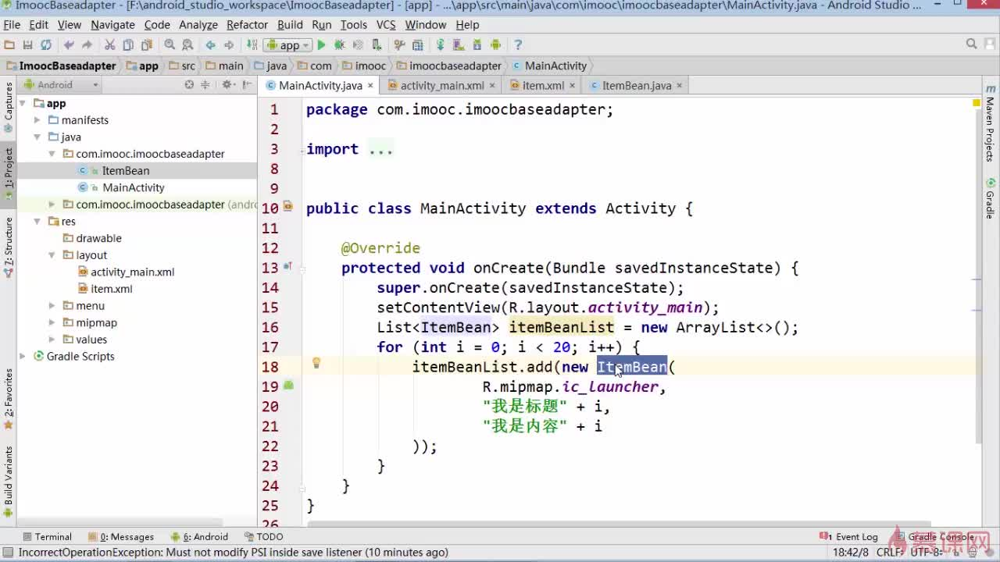 ImoocBaseadapter - [F:\android_studio_workspace\ImoocBaseadapter] - [app] - ...\app\src\main\java\com\imooc\imoocbaseadapter\MainActivity.java - Android Studio ...
File Edit View Navigate Code Analyze Refactor Build Run Tools VCS Window Help
app
ImoocBaseadapter app src main java com imooc imoocbaseadapter MainActivity
Android
MainActivity.java activity_main.xml item.xml ItemBean.java
Captures
1: Project
Z: Structure
2: Favorites
Build Variants
app
manifests
java
com.imooc.imoocbaseadapter
ItemBean
MainActivity
com.imooc.imoocbaseadapter (andro
res
drawable
layout
activity_main.xml
item.xml
menu
mipmap
values
Gradle Scripts
1 package com.imooc.imoocbaseadapter;
2
3 import ...
8
9
10 public class MainActivity extends Activity {
11
12 @Override
13 protected void onCreate(Bundle savedInstanceState) {
14 super.onCreate(savedInstanceState);
15 setContentView(R.layout.activity_main);
16 List<ItemBean> itemBeanList = new ArrayList<>();
17 for (int i = 0; i < 20; i++) {
18 itemBeanList.add(new ItemBean(
19 R.mipmap.ic_launcher,
20 "我是标题" + i,
21 "我是内容" + i
22 ));
23 }
24 }
25 }
26
m Maven Projects
Gradle
Terminal 0: Messages 6: Android TODO
1 Event Log Gradle Console
IncorrectOperationException: Must not modify PSI inside save listener (10 minutes ago)
18:42/8 CRLF UTF-8
慕课网